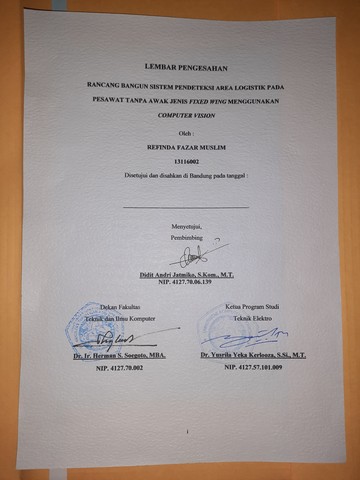 LEMBAR PENGESAHAN
RANCANG BANGUN SISTEM PENDETEKSI AREA LOGISTIK PADA
PESAWAT TANPA AWAK JENIS FIXED WING MENGGUNAKAN
COMPUTER VISION
Oleh :
REFINDA FAZAR MUSLIM
13116002
Disetujui dan disahkan di Bandung pada tanggal :
Menyetujui,
Pembimbing
Didit Andri Jatmiko, S.Kom., M.T.
NIP. 4127.70.06.139
Dekan Fakultas
Teknik dan Ilmu Komputer
Dr. Ir. Herman S. Soegoto, MBA.
NIP. 4127.70.002
Ketua Program Studi
Teknik Elektro
Dr. Yusrila Yeka Kerlooza, S.Si., M.T.
NIP. 4127.57.101.009
i